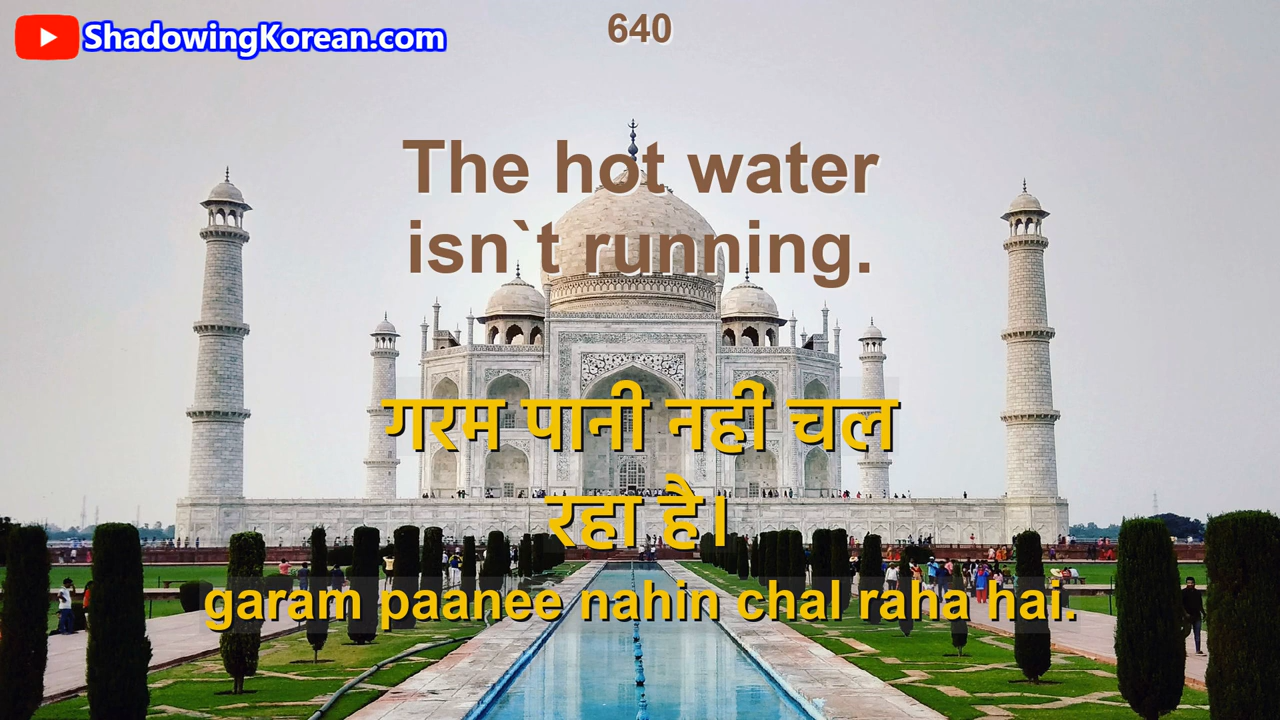 ShadowingKorean.com
640
The hot water
isn`t running.
गरम पानी नहीं चल
रहा है।
garam paanee nahin chal raha hai.